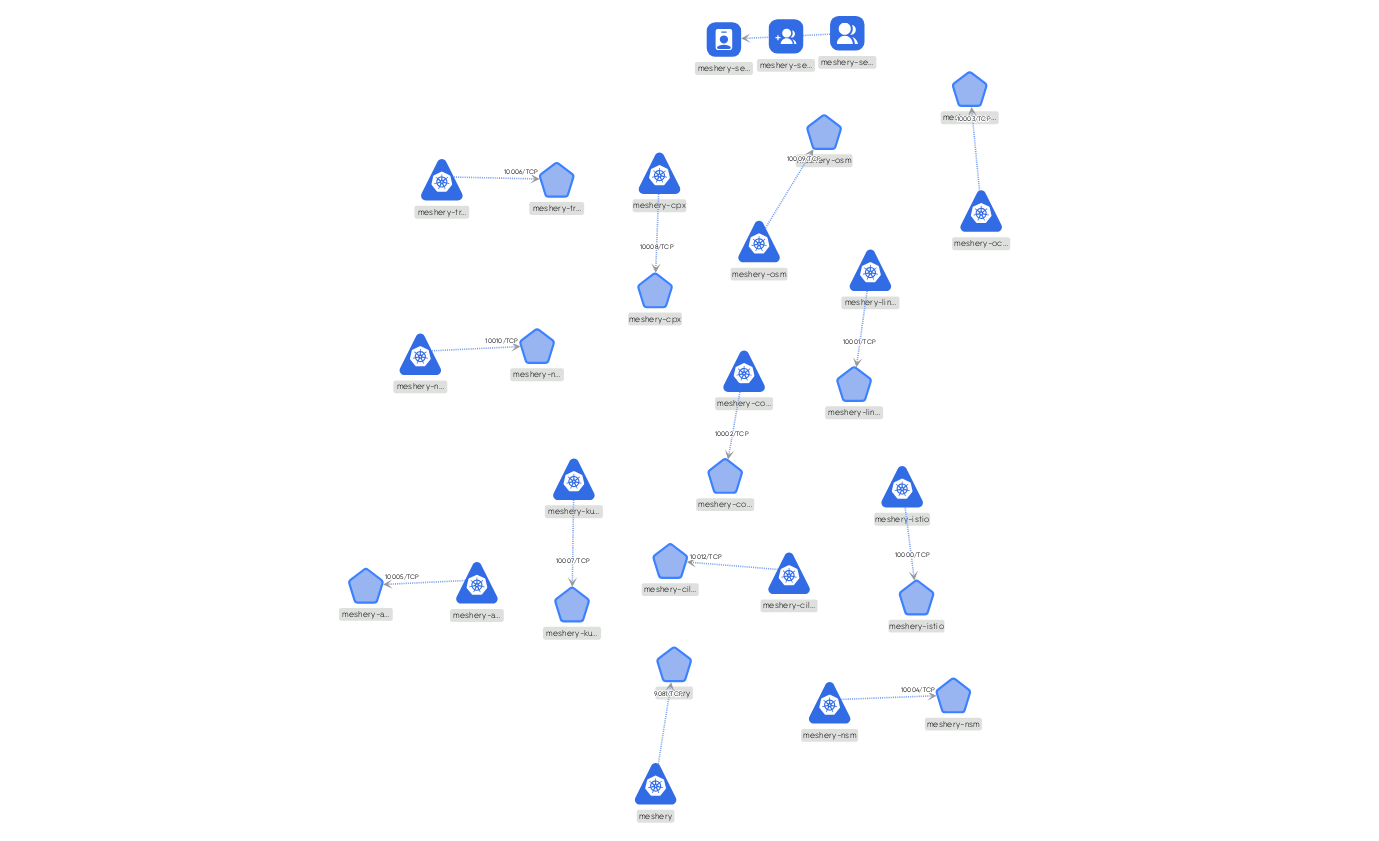 meshery-se...
meshery-se...
meshery-se...
10003/TCP
10009/TCP
meshery-oc...
10006/TCP
meshery-tr...
meshery-tr...
meshery-cpx
10008/TCP
meshery-cpx
meshery-osm
meshery-lin...
10001/TCP
meshery-lin...
10010/TCP
meshery-n...
meshery-n...
meshery-co...
10002/TCP
meshery-co...
meshery-ku...
10007/TCP
meshery-ku...
meshery-istio
10000/TCP
meshery-istio
10012/TCP
meshery-cil...
meshery-cil...
10005/TCP
meshery-a...
meshery-a...
9081/TCP
meshery
10004/TCP
meshery-nsm
meshery-nsm